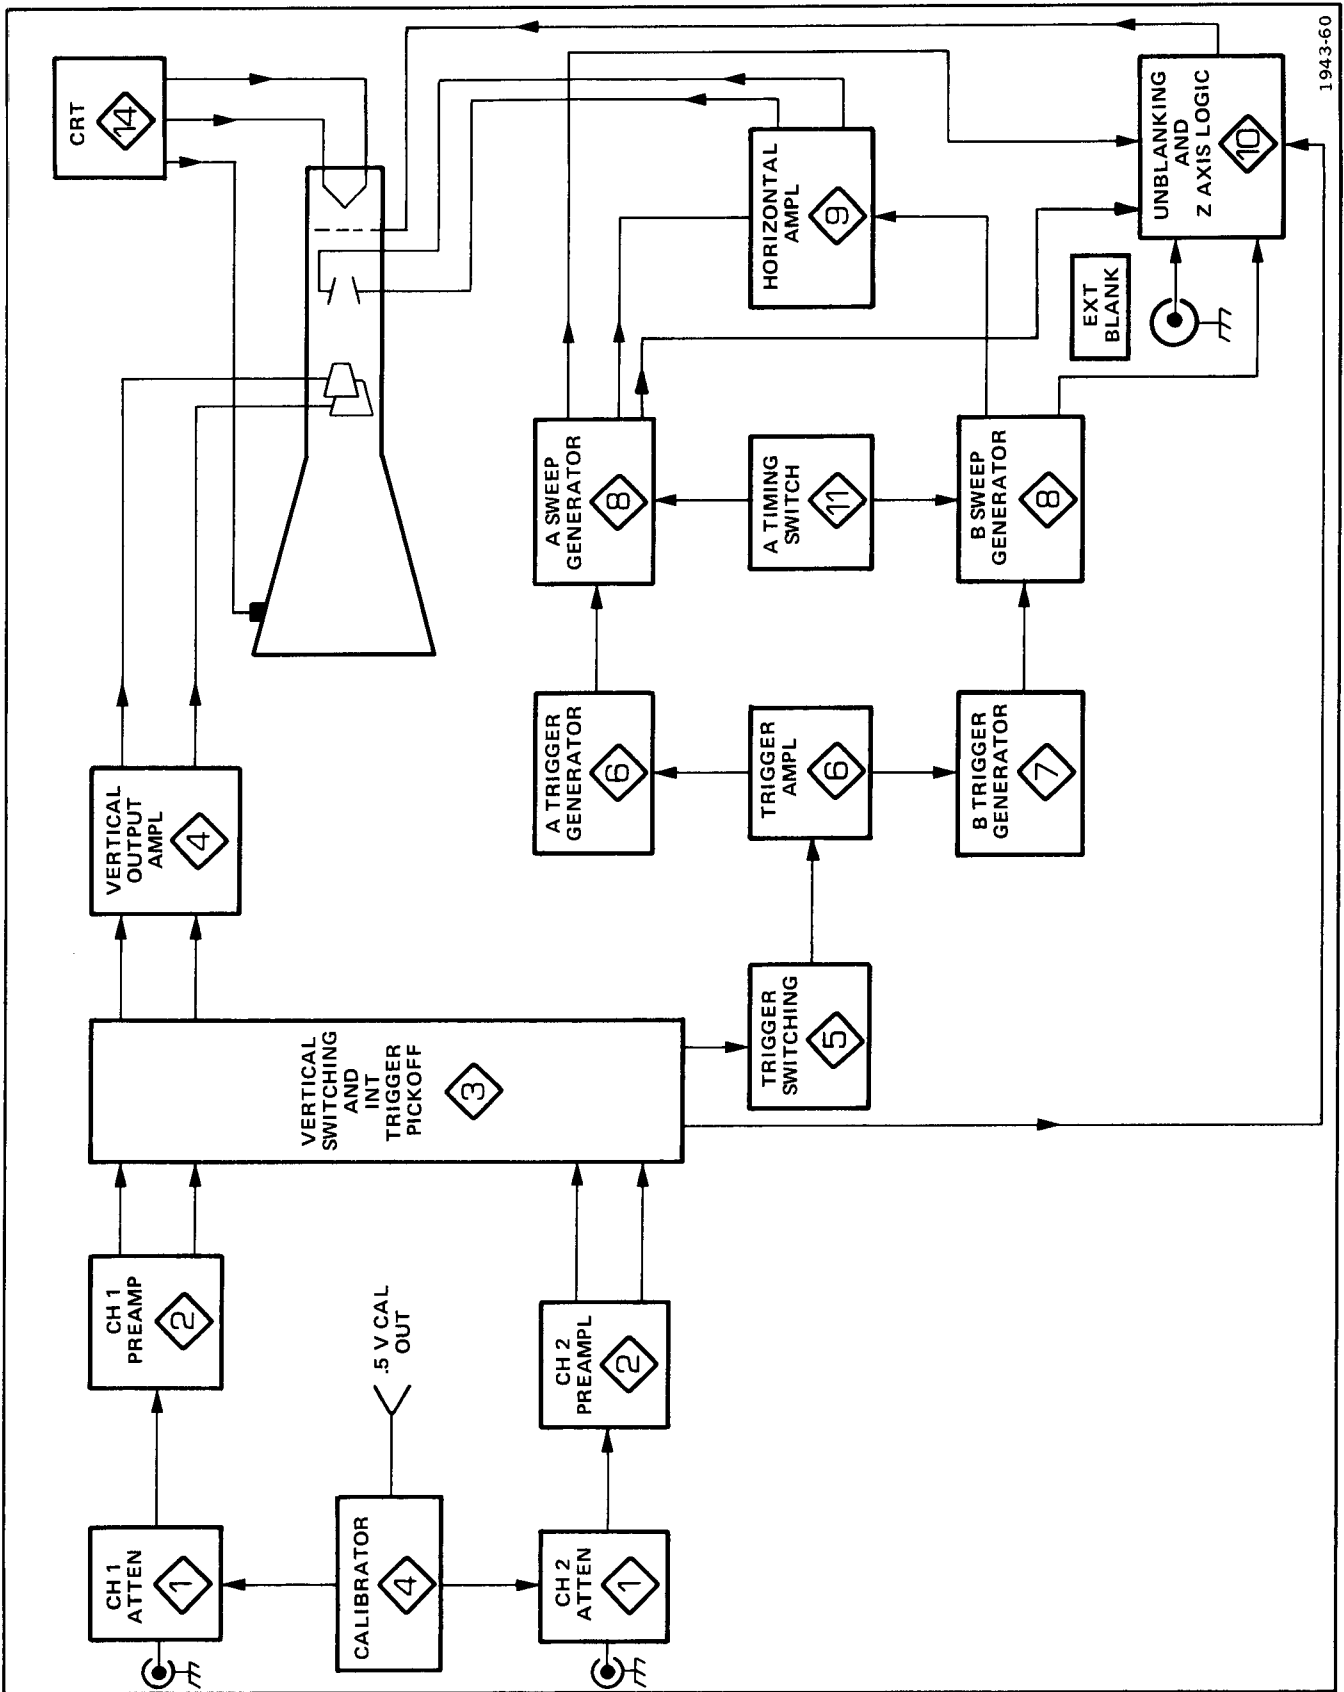 CH 1
ATTEN
1
CALIBRATOR
4
.5 V CAL
OUT
CH 2
ATTEN
1
CH 1
PREAMP
2
CH 2
PREAMPL
2
VERTICAL
SWITCHING
AND
INT
TRIGGER
PICKOFF
3
VERTICAL
OUTPUT
AMPL
4
TRIGGER
SWITCHING
5
A TRIGGER
GENERATOR
6
TRIGGER
AMPL
6
B TRIGGER
GENERATOR
7
A SWEEP
GENERATOR
8
A TIMING
SWITCH
11
B SWEEP
GENERATOR
8
CRT
14
HORIZONTAL
AMPL
9
EXT
BLANK
UNBLANKING
AND
Z AXIS LOGIC
10
1943-60